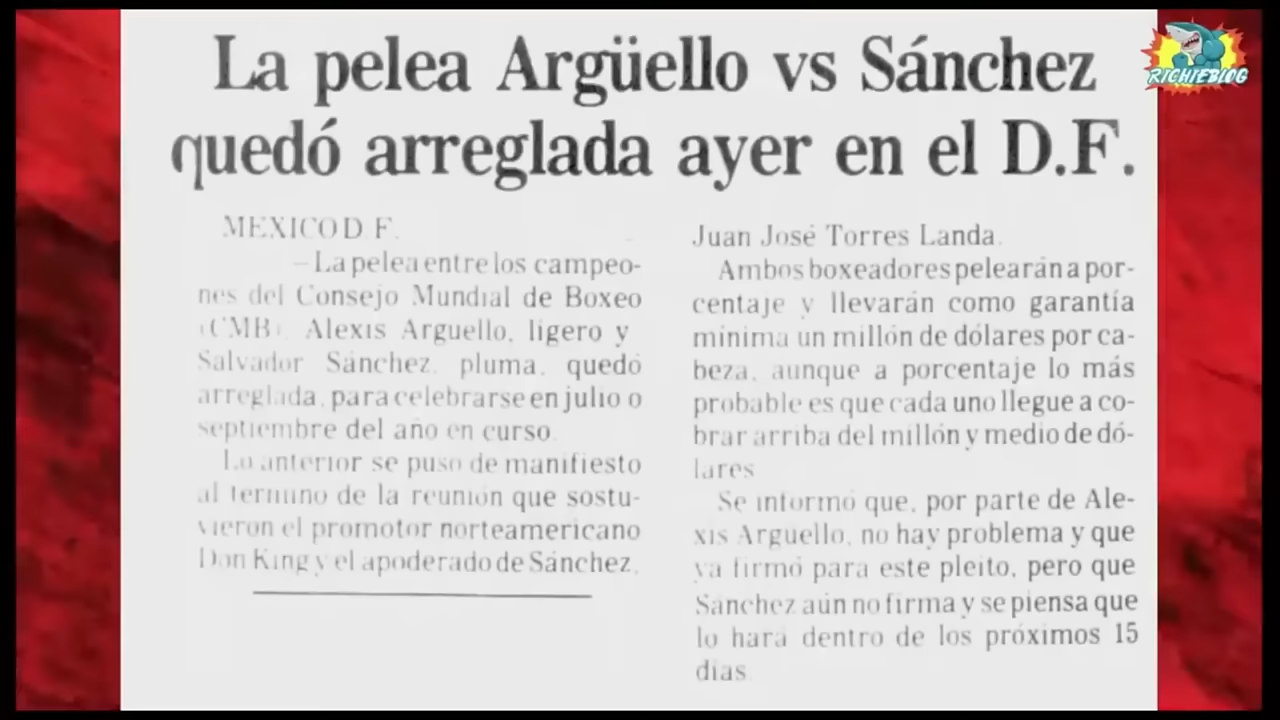 La pelea Argüello vs Sánchez
quedó arreglada ayer en el D.F.
RICHIEBLOG
MEXICO D F.
— La pelea entre los campeo-
nes del Consejo Mundial de Boxeo
(CMB), Alexis Arguello, ligero y
Salvador Sánchez, pluma, quedó
arreglada, para celebrarse en julio o
septiembre del año en curso.
Lo anterior se puso de manifiesto
al termino de la reunión que sostu-
vieron el promotor norteamericano
Don King y el apoderado de Sánchez,
Juan José Torres Landa.
Ambos boxeadores pelearán a por-
centaje y llevarán como garantía
mínima un millón de dólares por ca-
beza, aunque a porcentaje lo más
probable es que cada uno llegue a co-
brar arriba del millón y medio de dó-
lares
Se informó que, por parte de Ale-
xis Arguello, no hay problema y que
ya firmó para este pleito, pero que
Sánchez aún no firma y se piensa que
lo hará dentro de los próximos 15
días